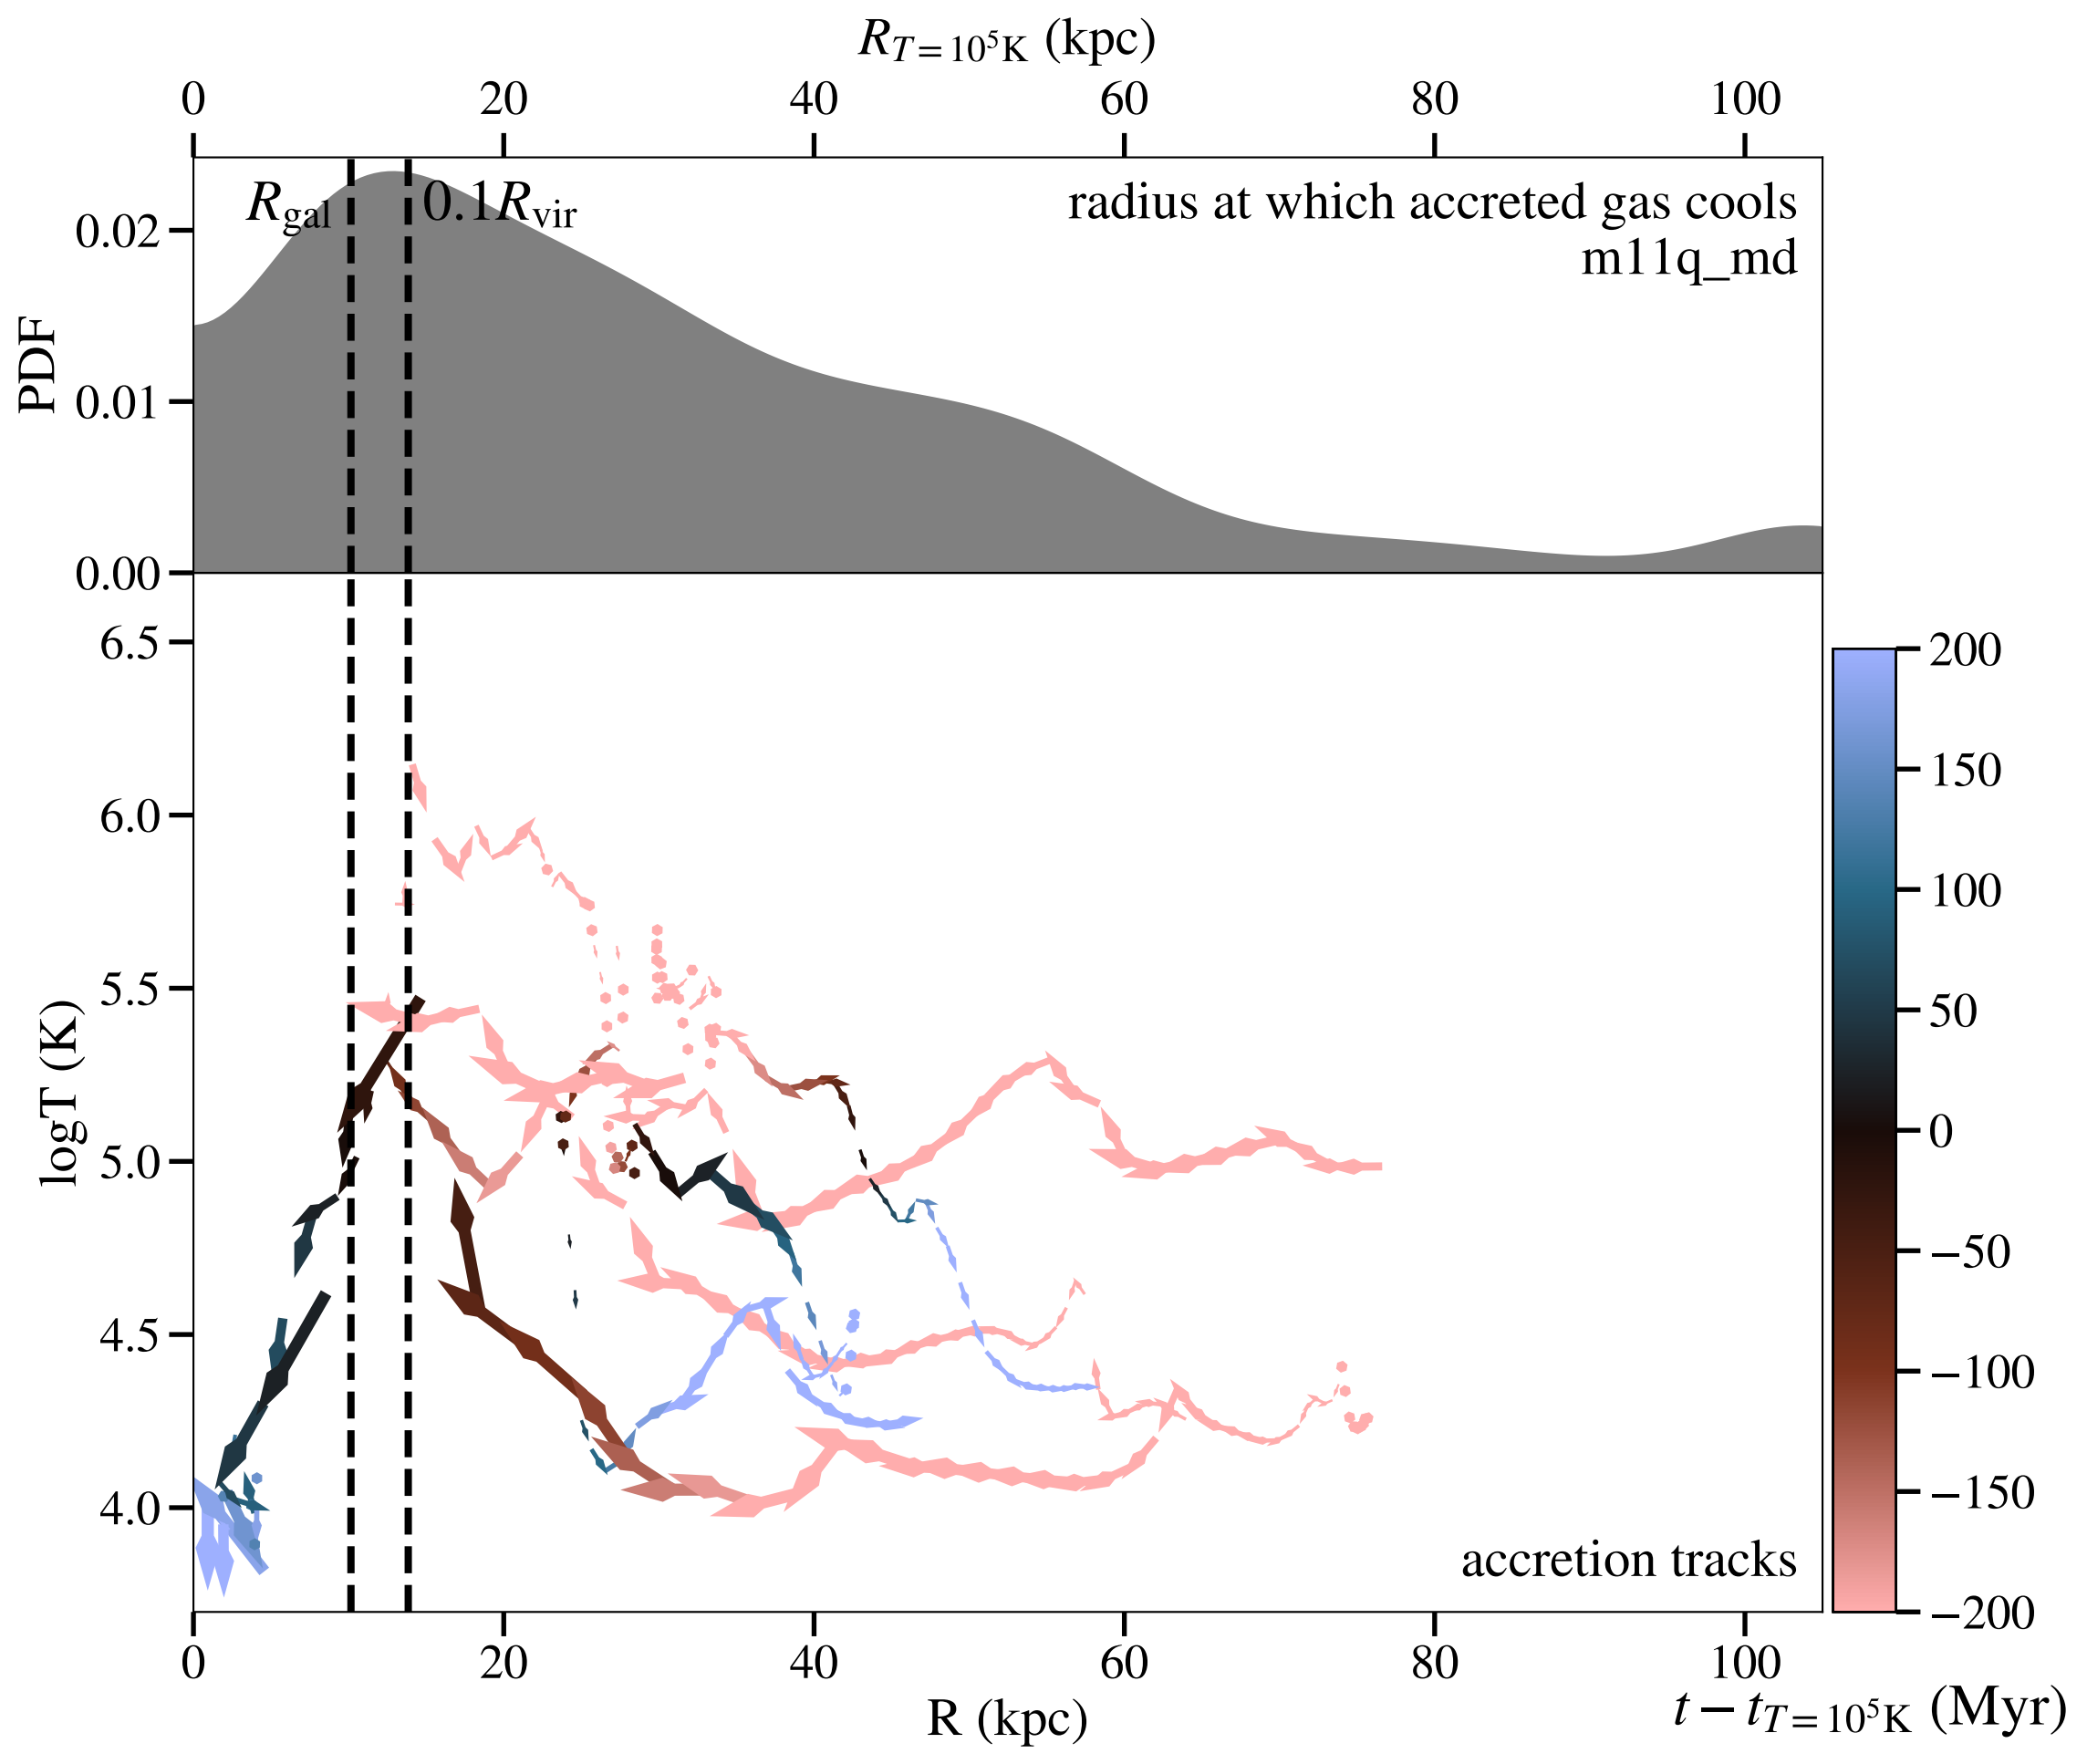 R_{T=10^5K} (kpc)
0 20 40 60 80 100
R_gal 0.1R_vir radius at which accreted gas cools
m11q_md
PDF
0.02
0.01
0.00
logT (K)
6.5
6.0
5.5
5.0
4.5
4.0
accretion tracks
0 20 40 60 80 100
R (kpc)
200
150
100
50
0
−50
−100
−150
−200
t − t_{T=10^5K} (Myr)